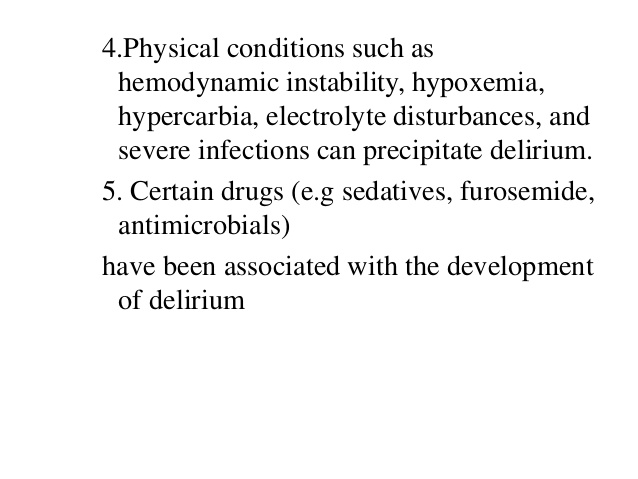 4.Physical conditions such as
hemodynamic instability, hypoxemia,
hypercarbia, electrolyte disturbances, and
severe infections can precipitate delirium.
5. Certain drugs (e.g sedatives, furosemide,
antimicrobials)
have been associated with the development
of delirium